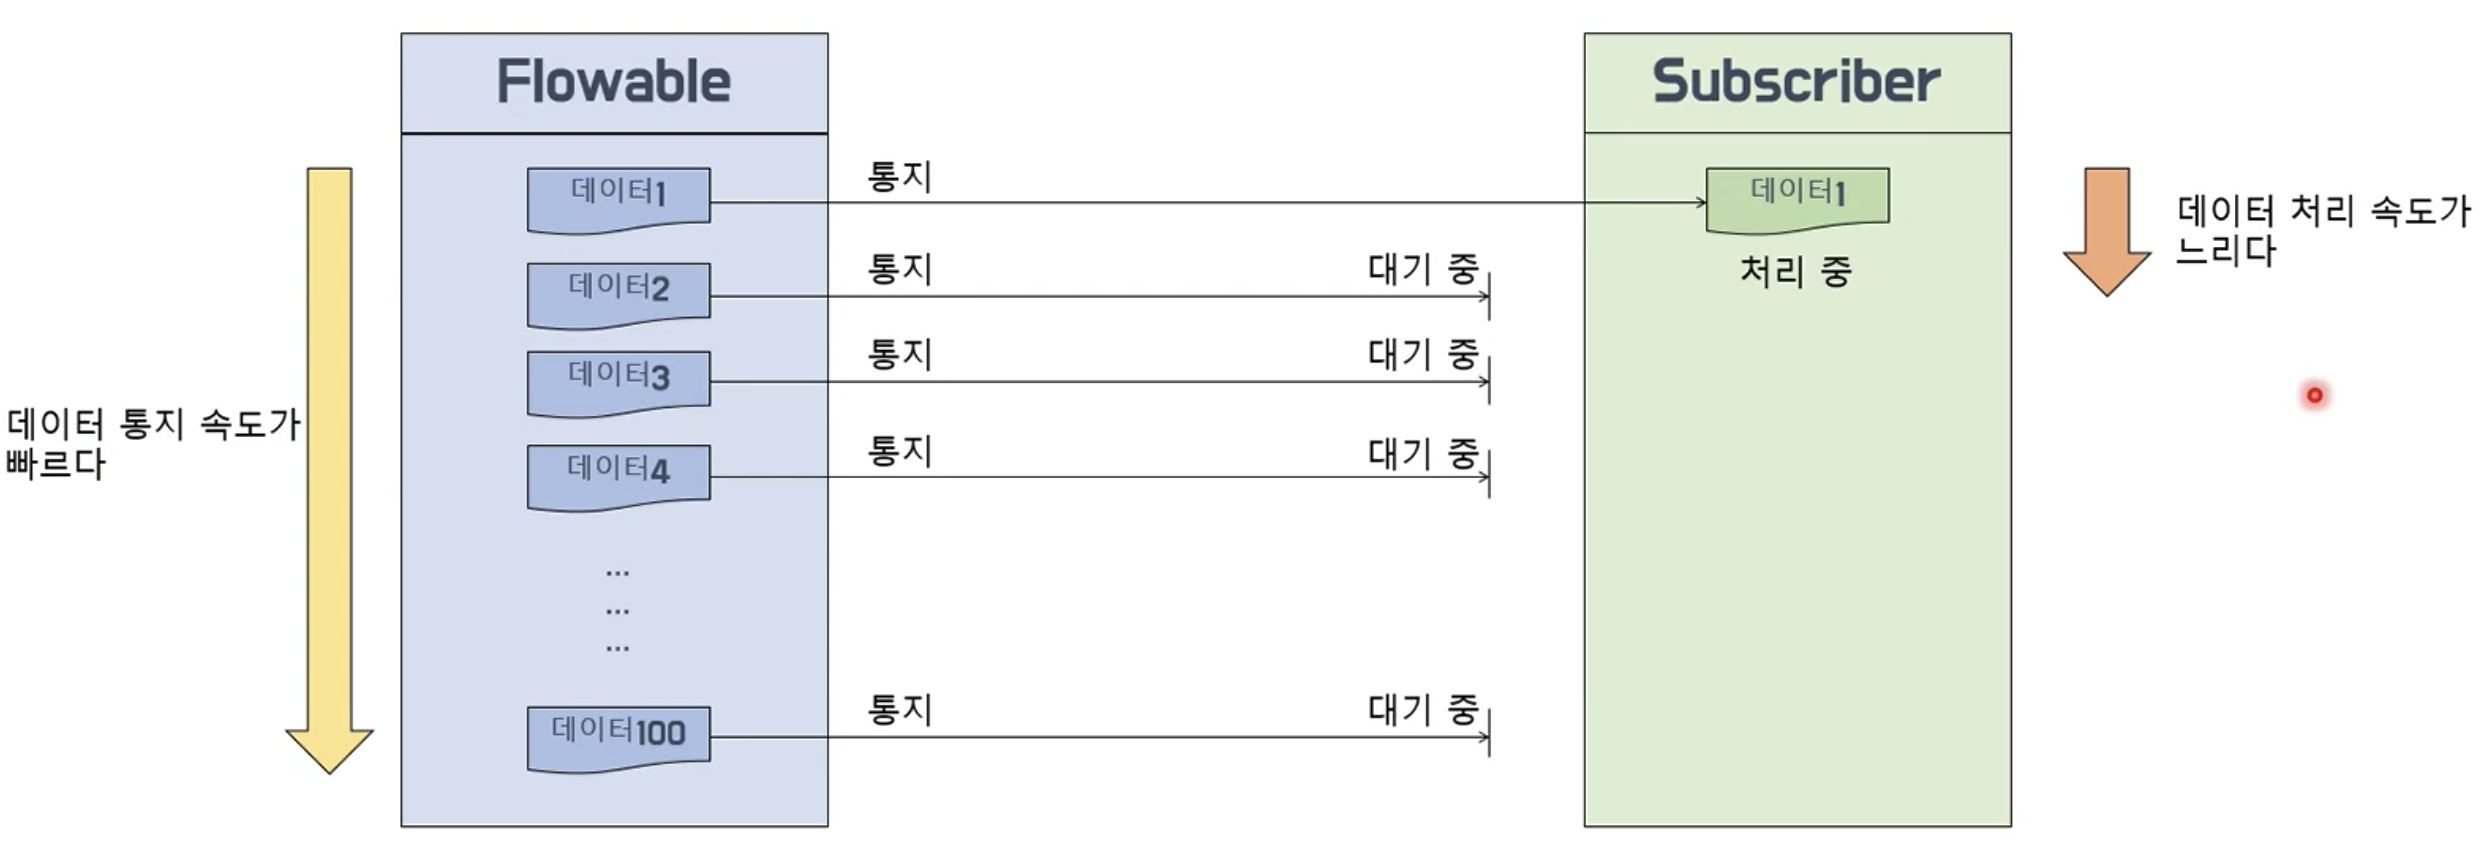 Flowable
Subscriber
데이터1
통지
데이터1
데이터 처리 속도가
느리다
처리 중
데이터2
통지
대기 중
데이터3
통지
대기 중
데이터 통지 속도가
빠르다
데이터4
통지
대기 중
...
...
...
데이터100
통지
대기 중